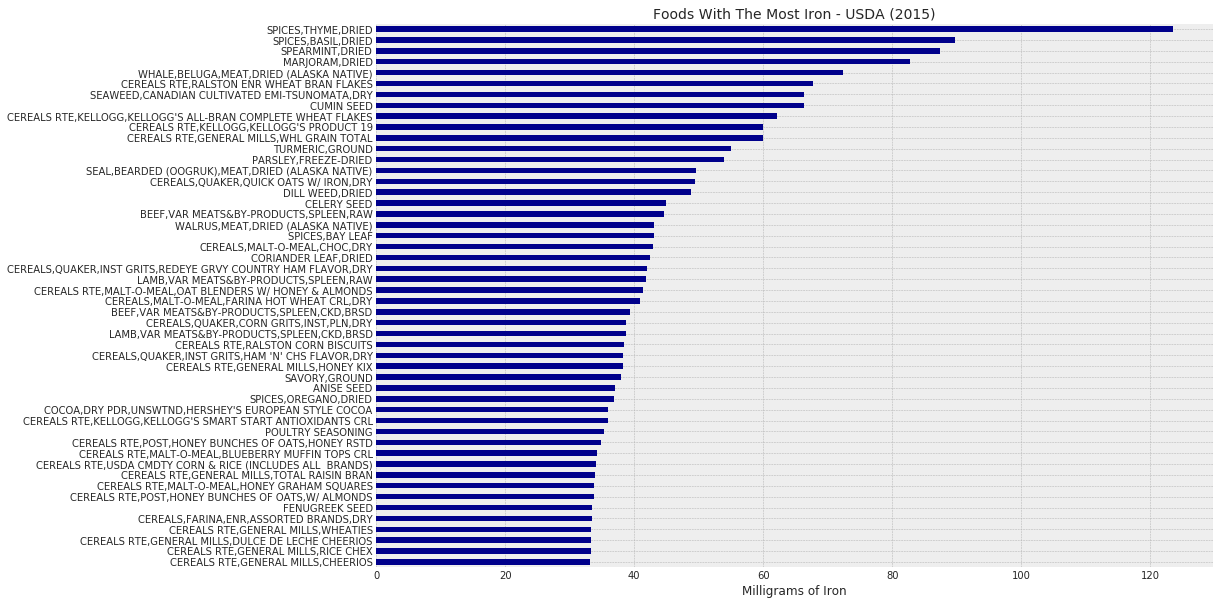 Foods With The Most Iron - USDA (2015)
SPICES,THYME,DRIED
SPICES,BASIL,DRIED
SPEARMINT,DRIED
MARJORAM,DRIED
WHALE,BELUGA,MEAT,DRIED (ALASKA NATIVE)
CEREALS RTE,RALSTON ENR WHEAT BRAN FLAKES
SEAWEED,CANADIAN CULTIVATED EMI-TSUNOMATA,DRY
CUMIN SEED
CEREALS RTE,KELLOGG,KELLOGG'S ALL-BRAN COMPLETE WHEAT FLAKES
CEREALS RTE,KELLOGG,KELLOGG'S PRODUCT 19
CEREALS RTE,GENERAL MILLS,WHL GRAIN TOTAL
TURMERIC,GROUND
PARSLEY,FREEZE-DRIED
SEAL,BEARDED (OOGRUK),MEAT,DRIED (ALASKA NATIVE)
CEREALS,QUAKER,QUICK OATS W/ IRON,DRY
DILL WEED,DRIED
CELERY SEED
BEEF,VAR MEATS&BY-PRODUCTS,SPLEEN,RAW
WALRUS,MEAT,DRIED (ALASKA NATIVE)
SPICES,BAY LEAF
CEREALS,MALT-O-MEAL,CHOC,DRY
CORIANDER LEAF,DRIED
CEREALS,QUAKER,INST GRITS,REDEYE GRVY COUNTRY HAM FLAVOR,DRY
LAMB,VAR MEATS&BY-PRODUCTS,SPLEEN,RAW
CEREALS RTE,MALT-O-MEAL,OAT BLENDERS W/ HONEY & ALMONDS
CEREALS,MALT-O-MEAL,FARINA HOT WHEAT CRL,DRY
BEEF,VAR MEATS&BY-PRODUCTS,SPLEEN,CKD,BRSD
CEREALS,QUAKER,CORN GRITS,INST,PLN,DRY
LAMB,VAR MEATS&BY-PRODUCTS,SPLEEN,CKD,BRSD
CEREALS RTE,RALSTON CORN BISCUITS
CEREALS,QUAKER,INST GRITS,HAM 'N' CHS FLAVOR,DRY
CEREALS RTE,GENERAL MILLS,HONEY KIX
SAVORY,GROUND
ANISE SEED
SPICES,OREGANO,DRIED
COCOA,DRY PDR,UNSWTND,HERSHEY'S EUROPEAN STYLE COCOA
CEREALS RTE,KELLOGG,KELLOGG'S SMART START ANTIOXIDANTS CRL
POULTRY SEASONING
CEREALS RTE,POST,HONEY BUNCHES OF OATS,HONEY RSTD
CEREALS RTE,MALT-O-MEAL,BLUEBERRY MUFFIN TOPS CRL
CEREALS RTE,USDA CMDTY CORN & RICE (INCLUDES ALL  BRANDS)
CEREALS RTE,GENERAL MILLS,TOTAL RAISIN BRAN
CEREALS RTE,MALT-O-MEAL,HONEY GRAHAM SQUARES
CEREALS RTE,POST,HONEY BUNCHES OF OATS,W/ ALMONDS
FENUGREEK SEED
CEREALS,FARINA,ENR,ASSORTED BRANDS,DRY
CEREALS RTE,GENERAL MILLS,WHEATIES
CEREALS RTE,GENERAL MILLS,DULCE DE LECHE CHEERIOS
CEREALS RTE,GENERAL MILLS,RICE CHEX
CEREALS RTE,GENERAL MILLS,CHEERIOS
0 20 40 60 80 100 120
Milligrams of Iron